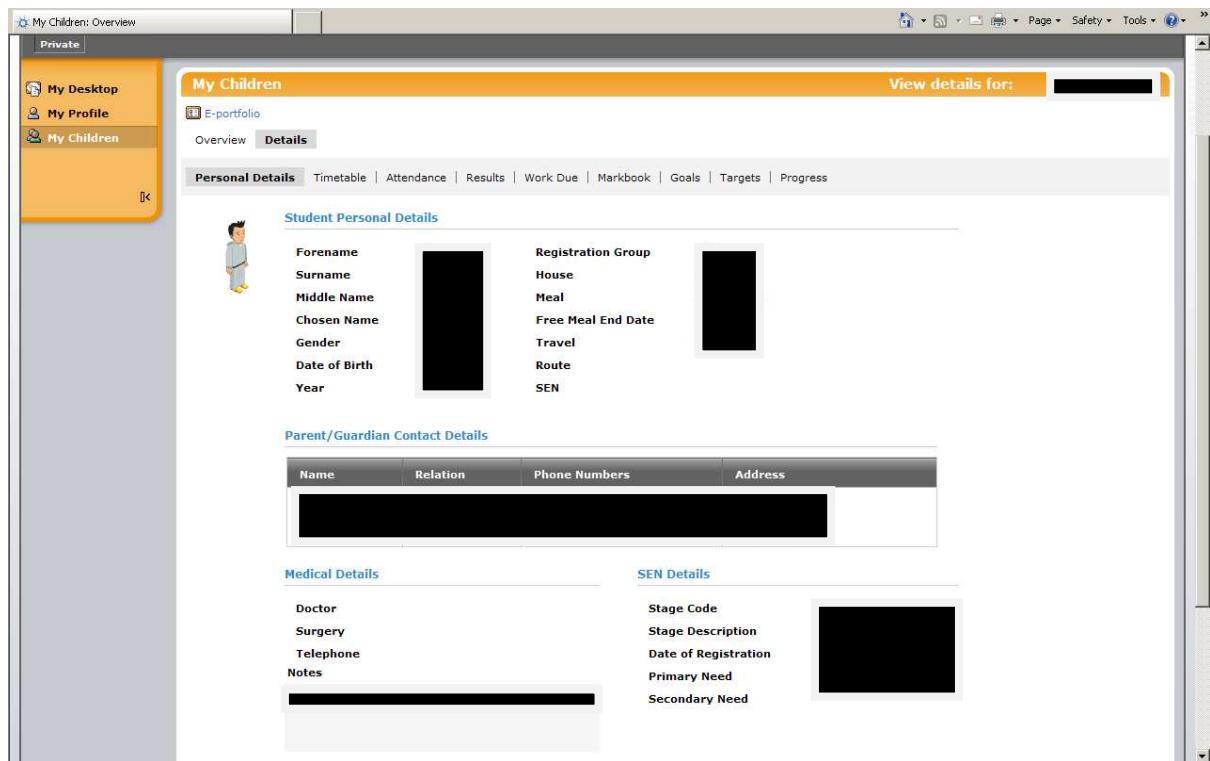 My Children: Overview
Page Safety Tools
Private
My Desktop
My Profile
My Children
My Children View details for:
E-portfolio
Overview Details
Personal Details Timetable | Attendance | Results | Work Due | Markbook | Goals | Targets | Progress
Student Personal Details
Forename Registration Group
Surname House
Middle Name Meal
Chosen Name Free Meal End Date
Gender Travel
Date of Birth Route
Year SEN
Parent/Guardian Contact Details
Name Relation Phone Numbers Address
Medical Details SEN Details
Doctor Stage Code
Surgery Stage Description
Telephone Date of Registration
Notes Primary Need
Secondary Need